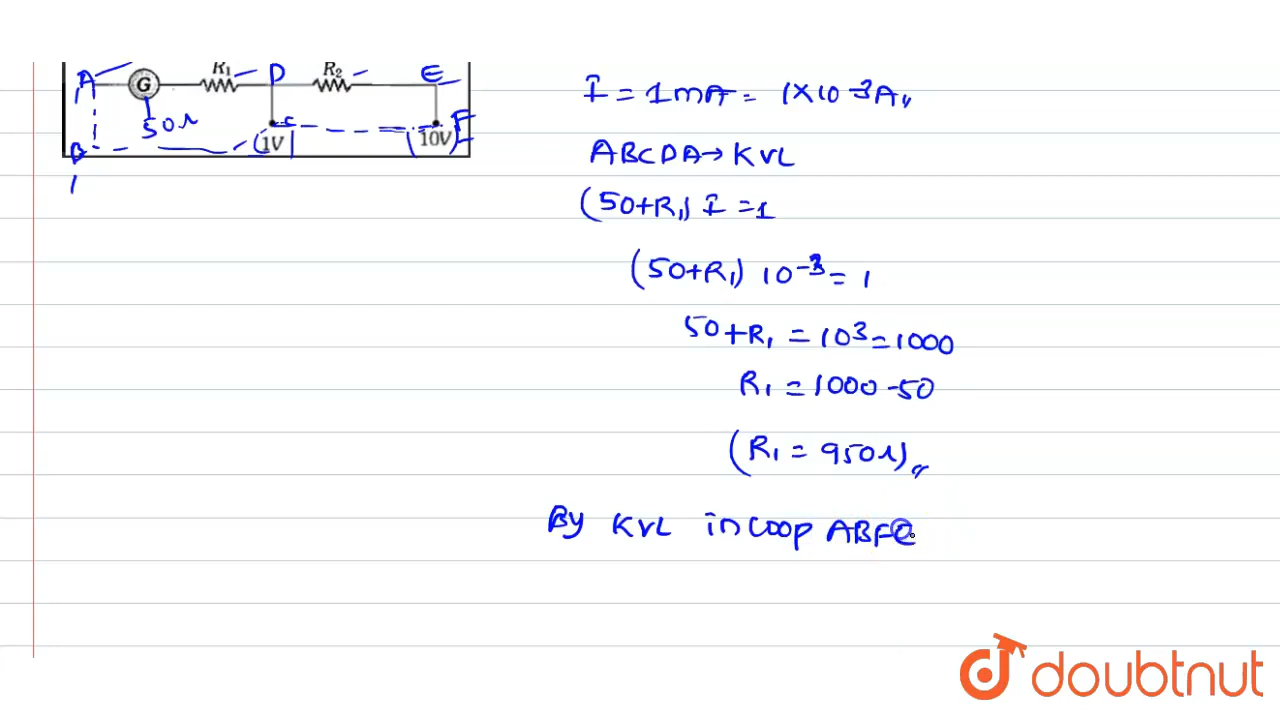 A G R₁ D R₂ E
50Ω C F
B 1V 10V
I = 1mA = 1×10⁻³A,,
ABCDA→KVL
(50+R₁) I = 1
(50+R₁) 10⁻³ = 1
50+R₁ = 10³ = 1000
R₁ = 1000 - 50
(R₁ = 950Ω),,
By KVL in Loop ABFE
doubtnut